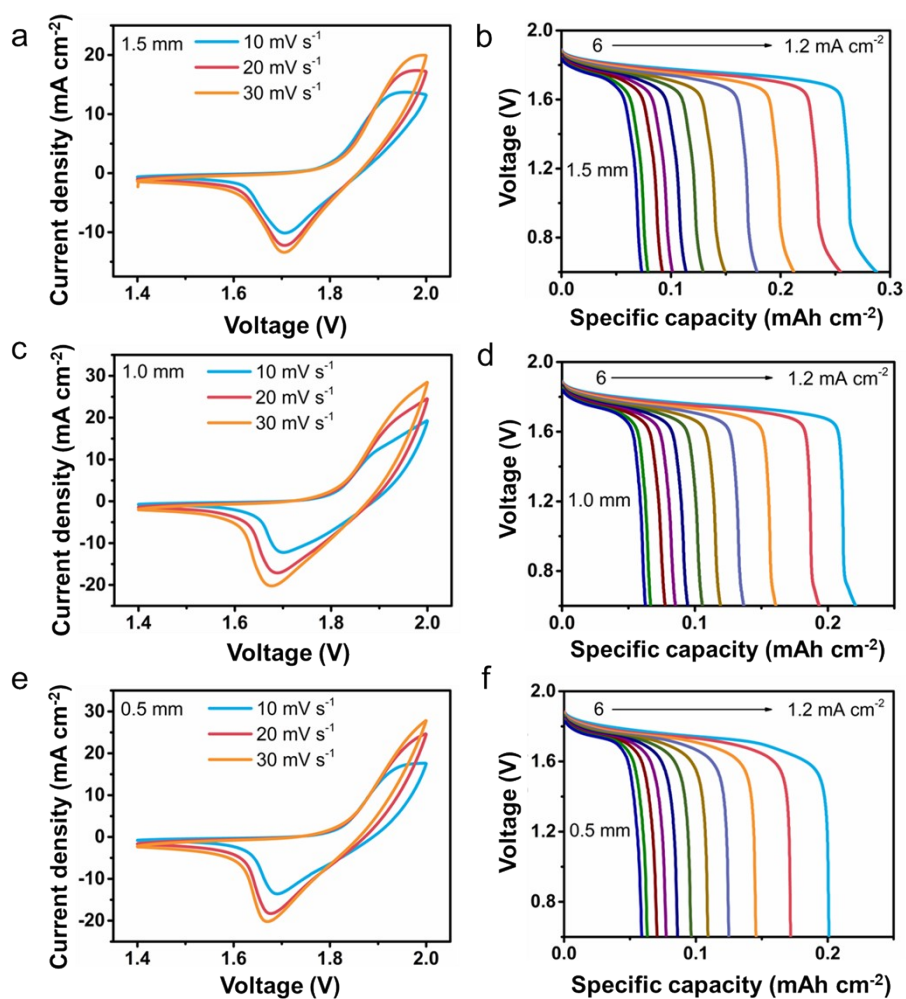 a
1.5 mm
10 mV s⁻¹
20 mV s⁻¹
30 mV s⁻¹
Current density (mA cm⁻²)
20
10
0
-10
1.4
1.6
1.8
2.0
Voltage (V)
b
6
1.2 mA cm⁻²
1.5 mm
Voltage (V)
2.0
1.6
1.2
0.8
0.0
0.1
0.2
0.3
Specific capacity (mAh cm⁻²)
c
1.0 mm
10 mV s⁻¹
20 mV s⁻¹
30 mV s⁻¹
Current density (mA cm⁻²)
30
20
10
0
-10
-20
1.4
1.6
1.8
2.0
Voltage (V)
d
6
1.2 mA cm⁻²
1.0 mm
Voltage (V)
2.0
1.6
1.2
0.8
0.0
0.1
0.2
Specific capacity (mAh cm⁻²)
e
0.5 mm
10 mV s⁻¹
20 mV s⁻¹
30 mV s⁻¹
Current density (mA cm⁻²)
30
20
10
0
-10
-20
1.4
1.6
1.8
2.0
Voltage (V)
f
6
1.2 mA cm⁻²
0.5 mm
Voltage (V)
2.0
1.6
1.2
0.8
0.0
0.1
0.2
Specific capacity (mAh cm⁻²)